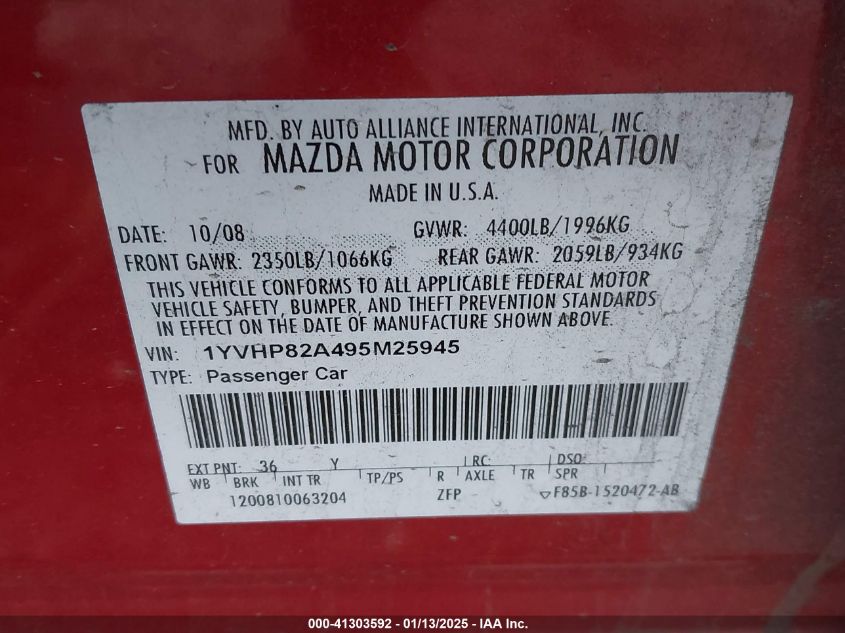 MFD. BY AUTO ALLIANCE INTERNATIONAL, INC.
FOR MAZDA MOTOR CORPORATION
MADE IN U.S.A.
DATE: 10/08 GVWR: 4400LB/1996KG
FRONT GAWR: 2350LB/1066KG REAR GAWR: 2059LB/934KG
THIS VEHICLE CONFORMS TO ALL APPLICABLE FEDERAL MOTOR
VEHICLE SAFETY, BUMPER, AND THEFT PREVENTION STANDARDS
IN EFFECT ON THE DATE OF MANUFACTURE SHOWN ABOVE.
VIN: 1YVHP82A495M25945
TYPE: Passenger Car
EXT PNT: 36 Y RC: DSO:
WB BRK INT TR TP/PS R AXLE TR SPR
1200810063204 ZFP F85B-1520472-AB
000-41303592 - 01/13/2025 - IAA Inc.